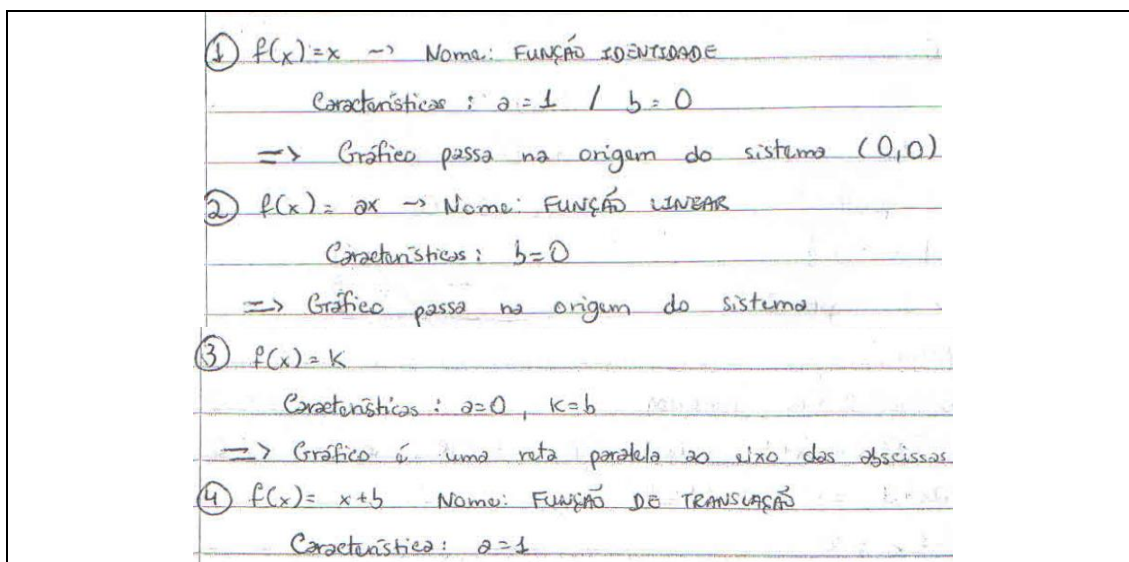 ① f(x)=x → Nome: FUNÇÃO IDENTIDADE
Características : a=1 / b=0
=> Gráfico passa na origem do sistema (0,0)
② f(x)= ax → Nome: FUNÇÃO LINEAR
Características: b=0
=> Gráfico passa na origem do sistema
③ f(x)=K
Características : a=0, K=b
=> Gráfico é uma reta paralela ao eixo das abscissas
④ f(x)= x+b Nome: FUNÇÃO DE TRANSLAÇÃO
Característica: a=1